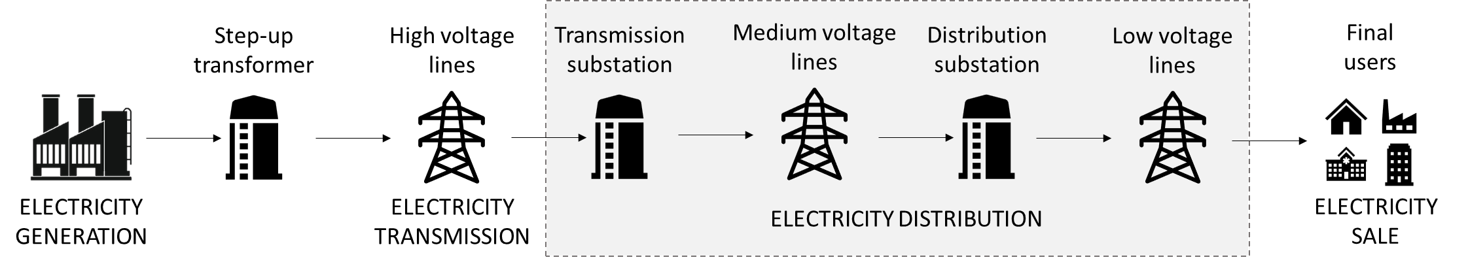 Step-up
transformer
High voltage
lines
Transmission
substation
Medium voltage
lines
Distribution
substation
Low voltage
lines
Final
users
ELECTRICITY
GENERATION
ELECTRICITY
TRANSMISSION
ELECTRICITY DISTRIBUTION
ELECTRICITY
SALE